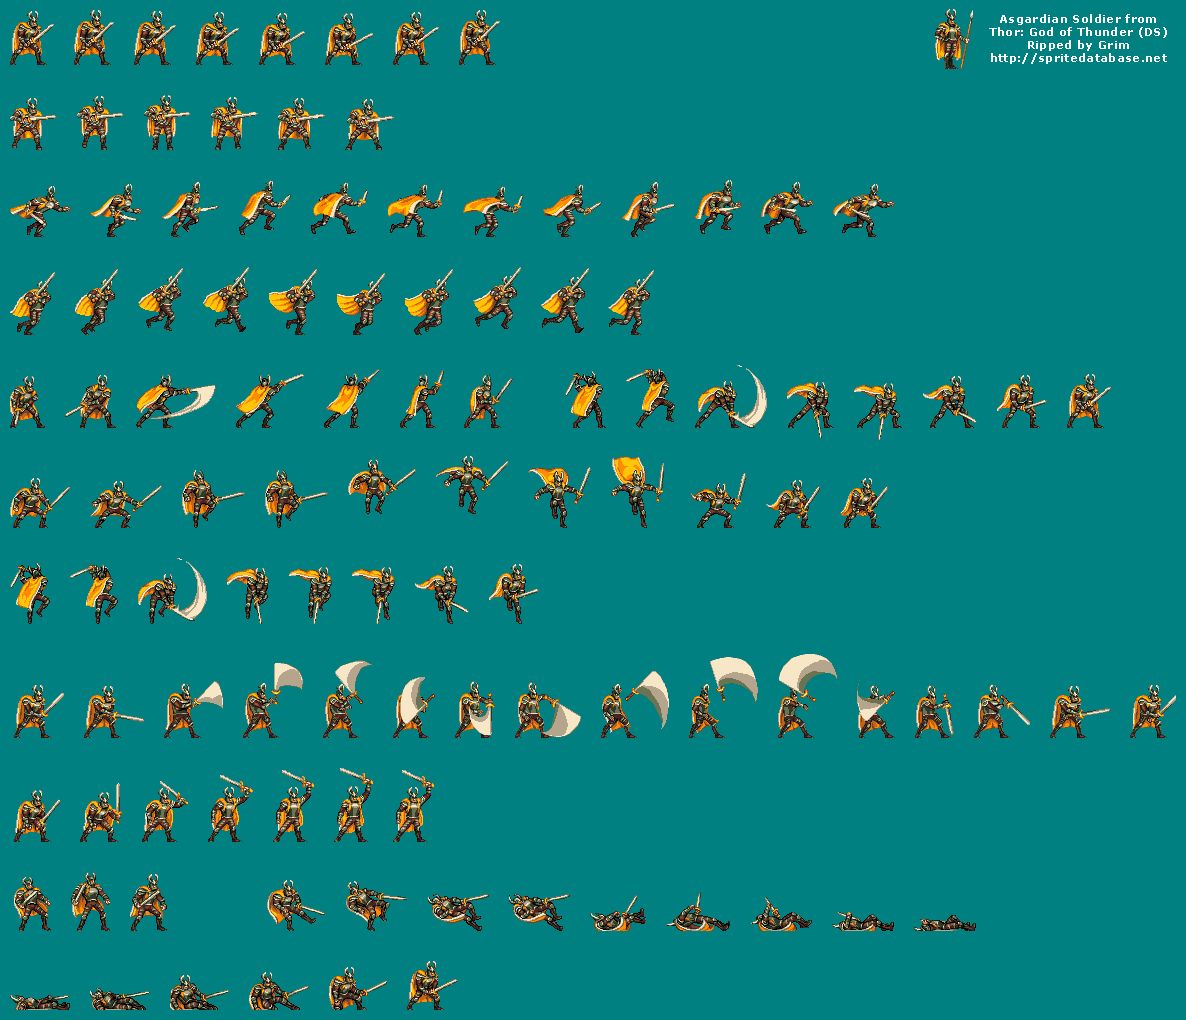 Asgardian Soldier from
Thor: God of Thunder (DS)
Ripped by Grim
http://spritedatabase.net